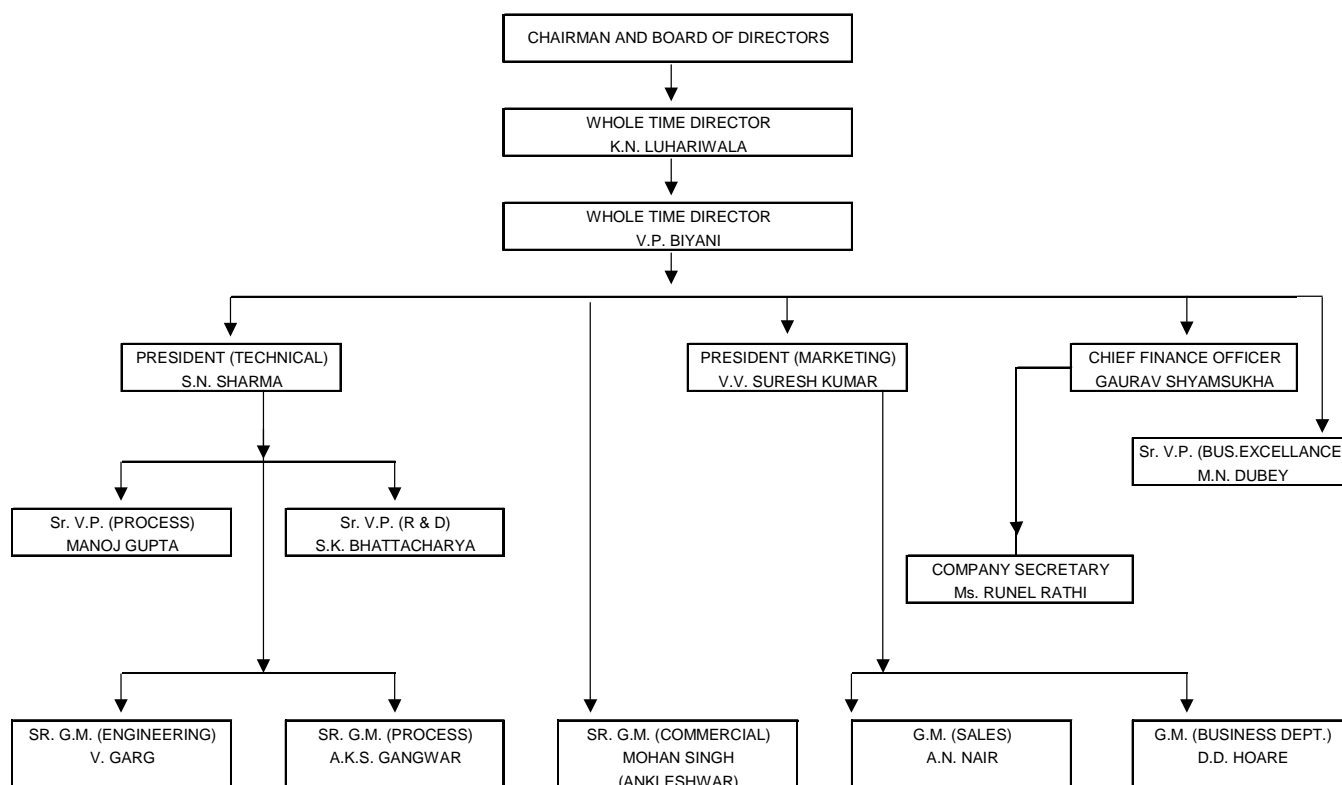 CHAIRMAN AND BOARD OF DIRECTORS
WHOLE TIME DIRECTOR
K.N. LUHARIWALA
WHOLE TIME DIRECTOR
V.P. BIYANI
PRESIDENT (TECHNICAL)
S.N. SHARMA
PRESIDENT (MARKETING)
V.V. SURESH KUMAR
CHIEF FINANCE OFFICER
GAURAV SHYAMSUKHA
Sr. V.P. (BUS.EXCELLANCE
M.N. DUBEY
Sr. V.P. (PROCESS)
MANOJ GUPTA
Sr. V.P. (R & D)
S.K. BHATTACHARYA
COMPANY SECRETARY
Ms. RUNEL RATHI
SR. G.M. (ENGINEERING)
V. GARG
SR. G.M. (PROCESS)
A.K.S. GANGWAR
SR. G.M. (COMMERCIAL)
MOHAN SINGH
(ANKLESHWAR)
G.M. (SALES)
A.N. NAIR
G.M. (BUSINESS DEPT.)
D.D. HOARE